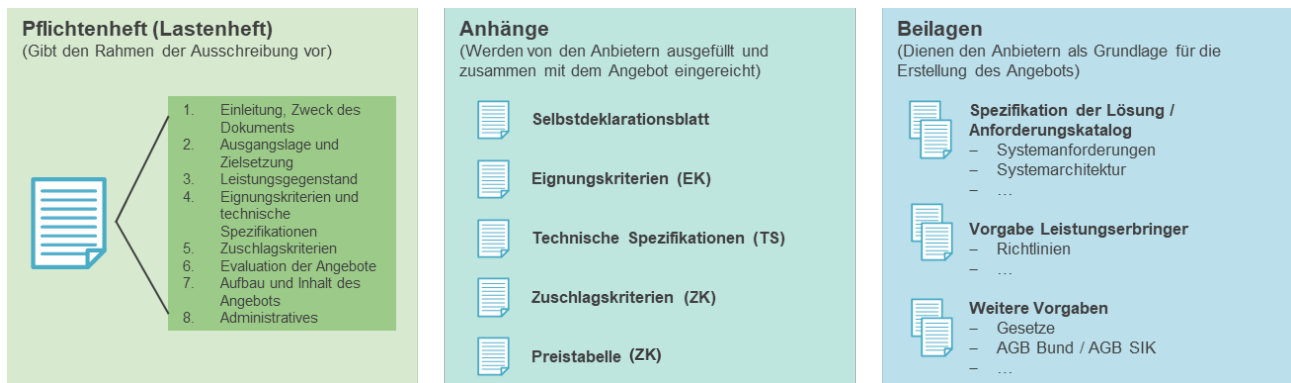 Pflichtenheft (Lastenheft)
(Gibt den Rahmen der Ausschreibung vor)
1. Einleitung, Zweck des
Dokuments
2. Ausgangslage und
Zielsetzung
3. Leistungsgegenstand
4. Eignungskriterien und
technische
Spezifikationen
5. Zuschlagskriterien
6. Evaluation der Angebote
7. Aufbau und Inhalt des
Angebots
8. Administratives
Anhänge
(Werden von den Anbietern ausgefüllt und
zusammen mit dem Angebot eingereicht)
Selbstdeklarationsblatt
Eignungskriterien (EK)
Technische Spezifikationen (TS)
Zuschlagskriterien (ZK)
Preistabelle (ZK)
Beilagen
(Dienen den Anbietern als Grundlage für die
Erstellung des Angebots)
Spezifikation der Lösung /
Anforderungskatalog
– Systemanforderungen
– Systemarchitektur
– …
Vorgabe Leistungserbringer
– Richtlinien
– …
Weitere Vorgaben
– Gesetze
– AGB Bund / AGB SIK
– …